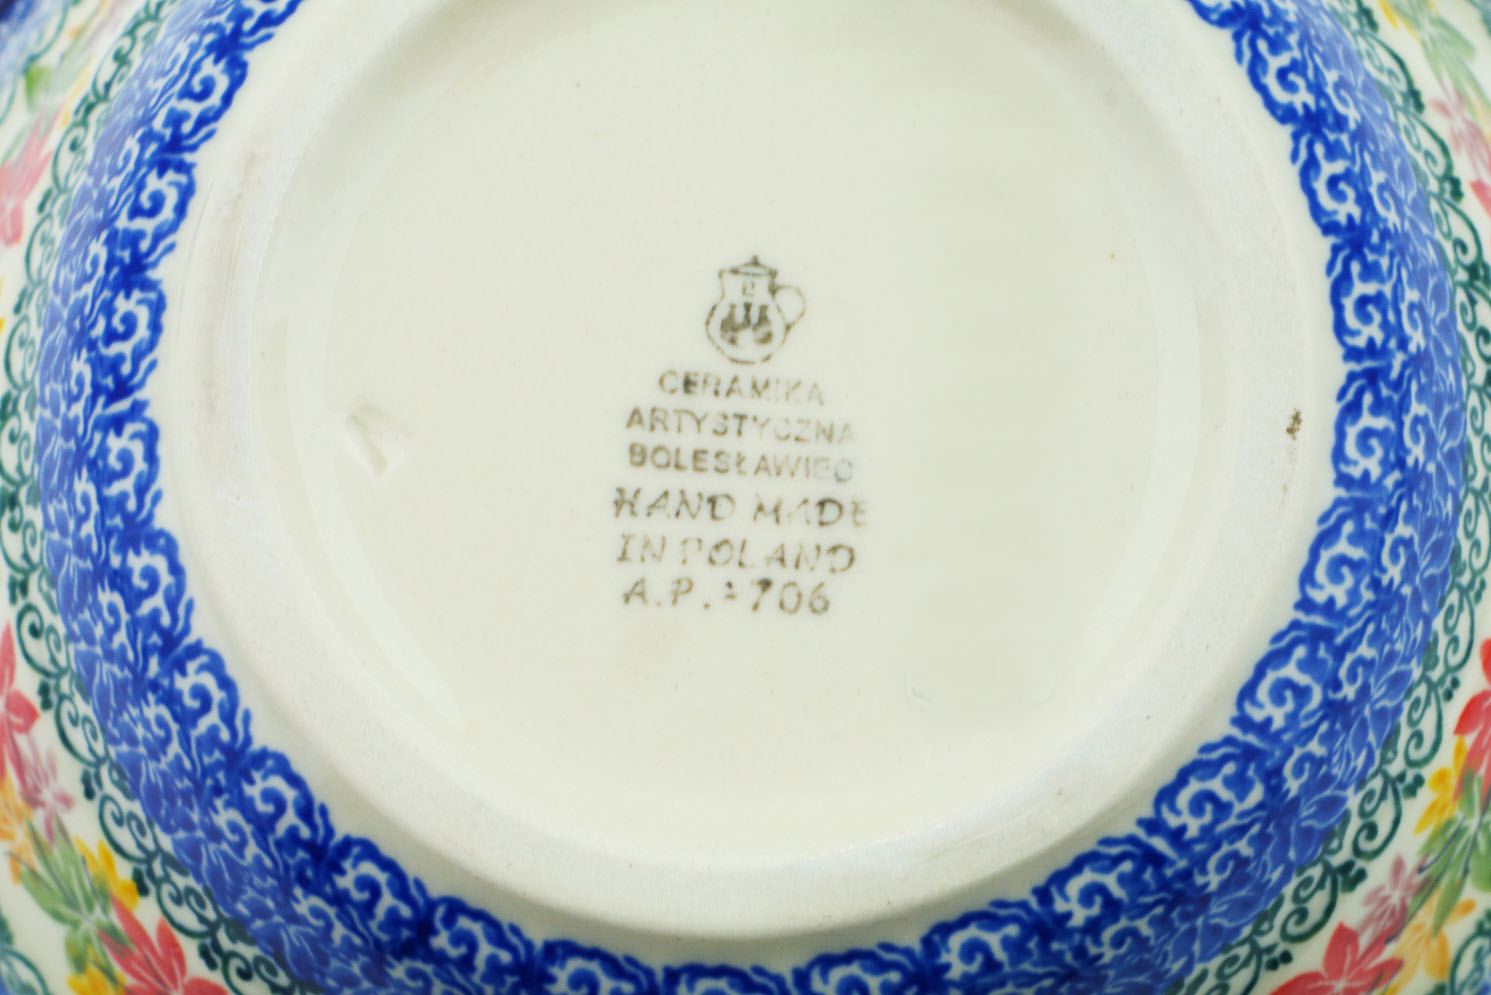 CERAMIKA
ARTYSTYCZNA
BOLESŁAWIEC
HAND MADE
IN POLAND
A.P.-706